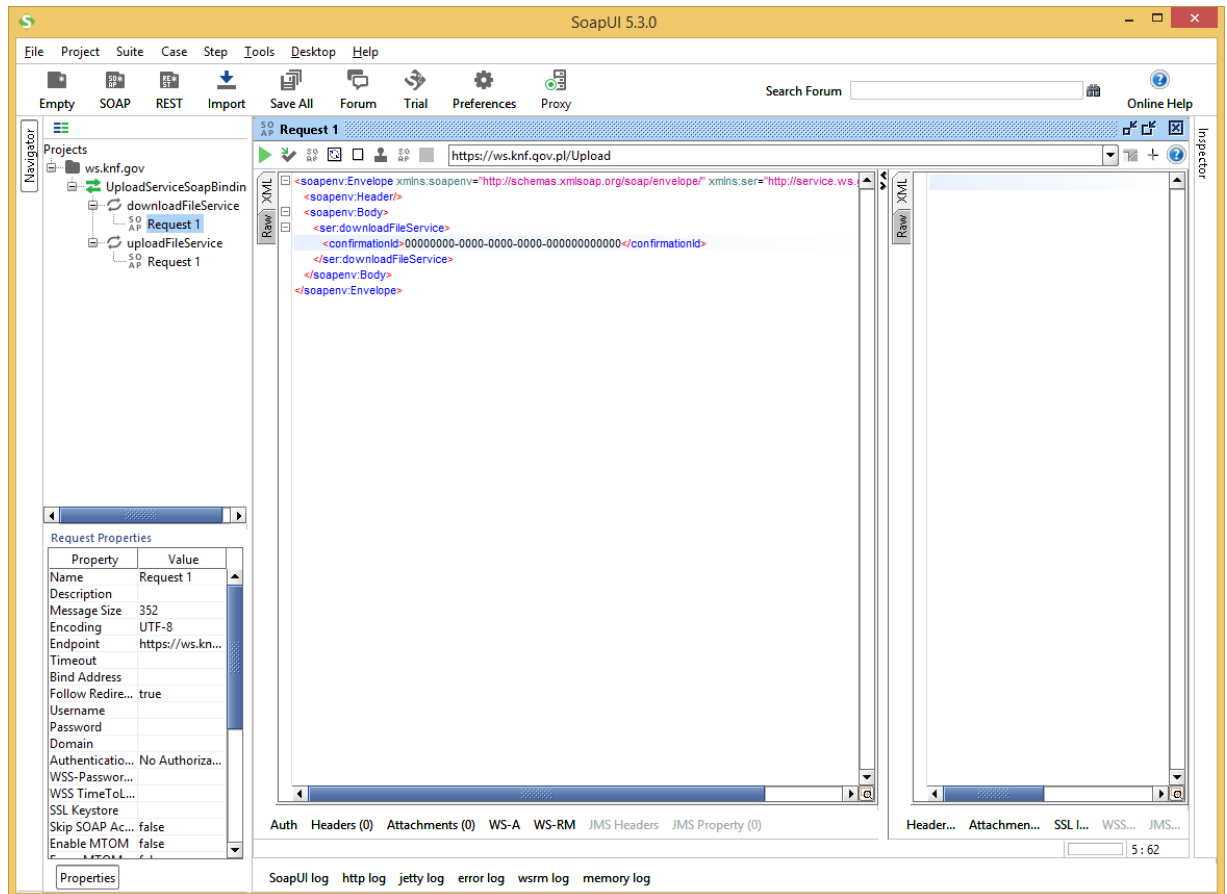 SoapUI 5.3.0
File Project Suite Case Step Tools Desktop Help
Empty SOAP REST Import Save All Forum Trial Preferences Proxy Search Forum Online Help
Navigator
Projects
ws.knf.gov
UploadServiceSoapBindin
downloadFileService
SOAP Request 1
uploadFileService
SOAP Request 1
Request Properties
Property Value
Name Request 1
Description
Message Size 352
Encoding UTF-8
Endpoint https://ws.kn...
Timeout
Bind Address
Follow Redire... true
Username
Password
Domain
Authenticatio... No Authoriza...
WSS-Passwor...
WSS TimeToL...
SSL Keystore
Skip SOAP Ac... false
Enable MTOM false
Properties
SOAP Request 1
https://ws.knf.gov.pl/Upload
XML
Raw
<soapenv:Envelope xmlns:soapenv="http://schemas.xmlsoap.org/soap/envelope/" xmlns:ser="http://service.ws.g
<soapenv:Header/>
<soapenv:Body>
<ser:downloadFileService>
<confirmationId>00000000-0000-0000-0000-000000000000</confirmationId>
</ser:downloadFileService>
</soapenv:Body>
</soapenv:Envelope>
XML
Raw
Inspector
Auth Headers (0) Attachments (0) WS-A WS-RM JMS Headers JMS Property (0)
Header... Attachmen... SSL I... WSS... JMS...
5 : 62
SoapUI log http log jetty log error log wsrm log memory log